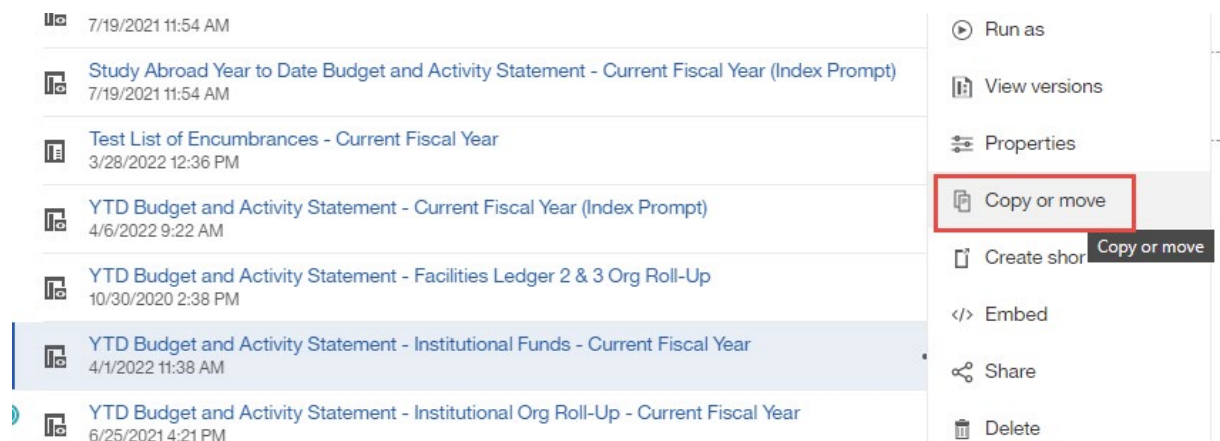 7/19/2021 11:54 AM
Study Abroad Year to Date Budget and Activity Statement - Current Fiscal Year (Index Prompt)
7/19/2021 11:54 AM
Test List of Encumbrances - Current Fiscal Year
3/28/2022 12:36 PM
YTD Budget and Activity Statement - Current Fiscal Year (Index Prompt)
4/6/2022 9:22 AM
YTD Budget and Activity Statement - Facilities Ledger 2 & 3 Org Roll-Up
10/30/2020 2:38 PM
YTD Budget and Activity Statement - Institutional Funds - Current Fiscal Year
4/1/2022 11:38 AM
YTD Budget and Activity Statement - Institutional Org Roll-Up - Current Fiscal Year
6/25/2021 4:21 PM
Run as
View versions
Properties
Copy or move
Copy or move
Create shor
Embed
Share
Delete